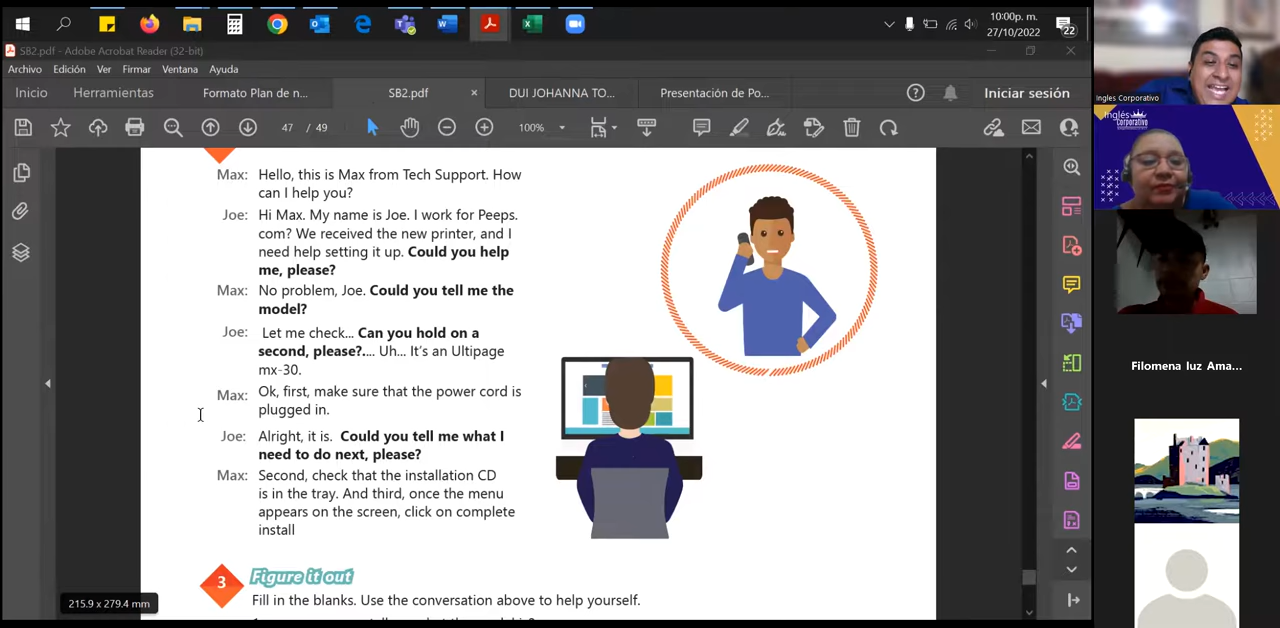 10:00p. m.
27/10/2022
22
SB2.pdf - Adobe Acrobat Reader (32-bit)
Archivo Edición Ver Firmar Ventana Ayuda
Inicio Herramientas Formato Plan de n... SB2.pdf × DUI JOHANNA TO... Presentación de Po... Iniciar sesión
47 / 49 100%
Max: Hello, this is Max from Tech Support. How
can I help you?
Joe: Hi Max. My name is Joe. I work for Peeps.
com? We received the new printer, and I
need help setting it up. Could you help
me, please?
Max: No problem, Joe. Could you tell me the
model?
Joe: Let me check... Can you hold on a
second, please?.... Uh... It's an Ultipage
mx-30.
Max: Ok, first, make sure that the power cord is
plugged in.
Joe: Alright, it is. Could you tell me what I
need to do next, please?
Max: Second, check that the installation CD
is in the tray. And third, once the menu
appears on the screen, click on complete
install
3 Figure it out
Fill in the blanks. Use the conversation above to help yourself.
215.9 x 279.4 mm
Ingles Corporativo
Inglés
Corporativo
Filomena luz Ama...